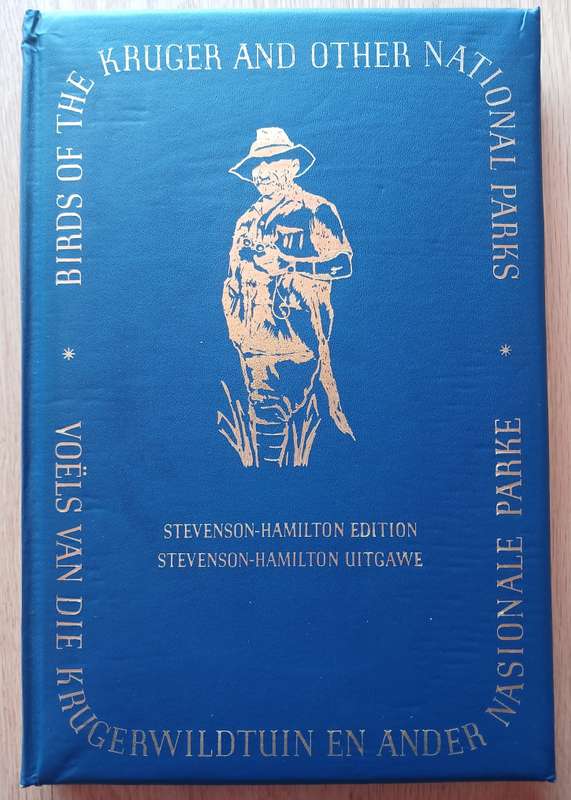 BIRDS OF THE KRUGER AND OTHER NATIONAL PARKS
STEVENSON-HAMILTON EDITION
STEVENSON-HAMILTON UITGAWE
VOËLS VAN DIE KRUGERWILDTUIN EN ANDER NASIONALE PARKE